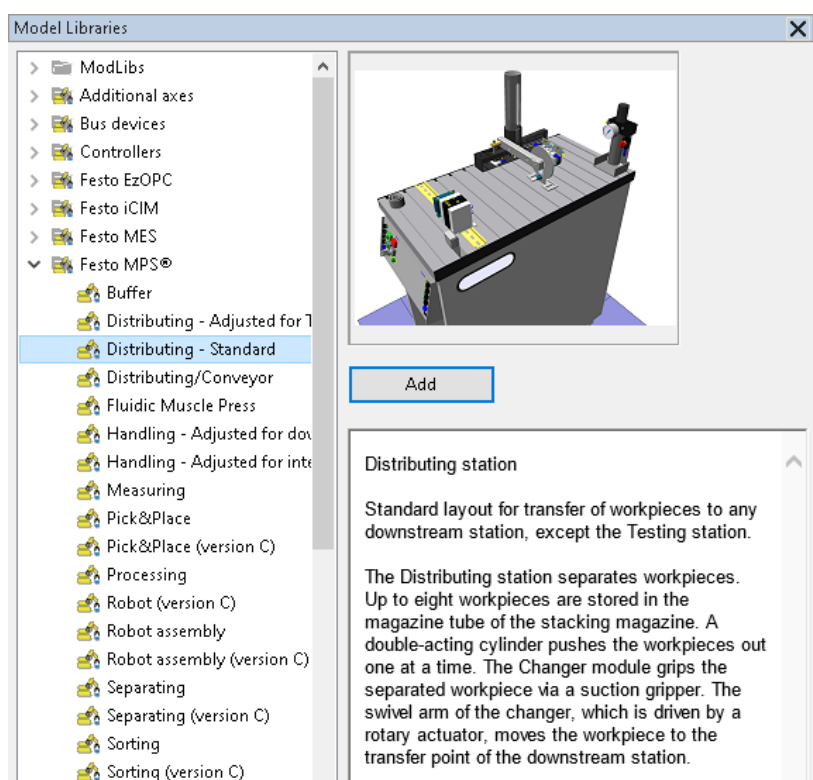 Model Libraries
ModLibs
Additional axes
Bus devices
Controllers
Festo EzOPC
Festo iCIM
Festo MES
Festo MPS®
Buffer
Distributing - Adjusted for
Distributing - Standard
Distributing/Conveyor
Fluidic Muscle Press
Handling - Adjusted for
Handling - Adjusted for
Measuring
Pick&Place
Pick&Place (version C)
Processing
Robot (version C)
Robot assembly
Robot assembly (version C)
Separating
Separating (version C)
Sorting
Sorting (version C)
Add
Distributing station
Standard layout for transfer of workpieces to any
downstream station, except the Testing station.
The Distributing station separates workpieces.
Up to eight workpieces are stored in the
magazine tube of the stacking magazine. A
double-acting cylinder pushes the workpieces out
one at a time. The Changer module grips the
separated workpiece via a suction gripper. The
swivel arm of the changer, which is driven by a
rotary actuator, moves the workpiece to the
transfer point of the downstream station.